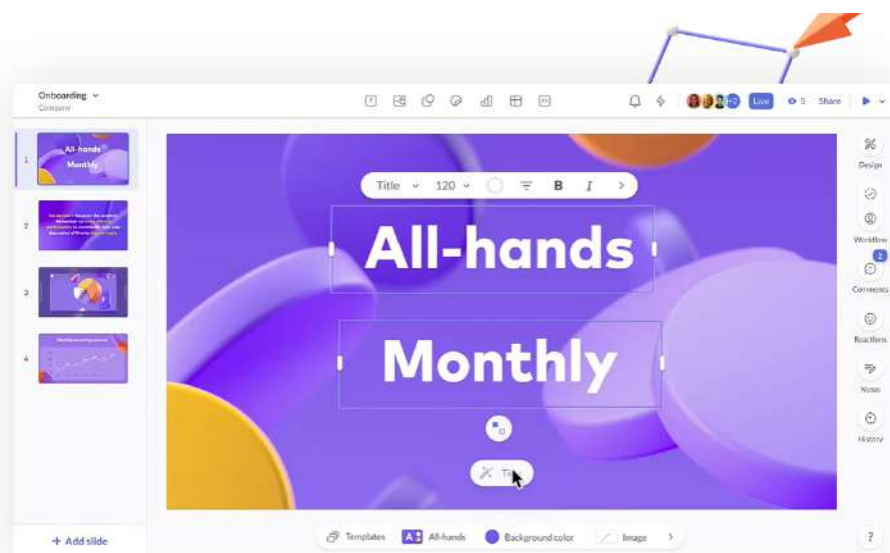 Onboarding
Company
+2
Live
5
Share
1
All-hands
Monthly
2
3
4
+ Add slide
Title
120
B
I
All-hands
Monthly
Design
Workflow
2
Comments
Reactions
Notes
History
?
Templates
A
All-hands
Background color
Image